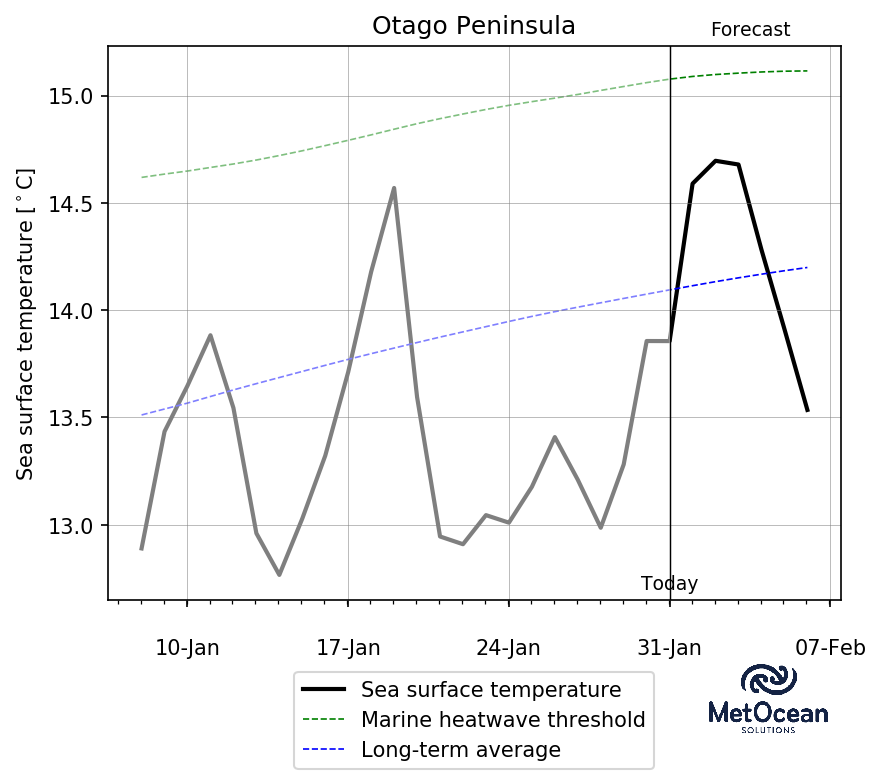 Otago Peninsula
Forecast
Sea surface temperature [°C]
15.0
14.5
14.0
13.5
13.0
Today
10-Jan
17-Jan
24-Jan
31-Jan
07-Feb
Sea surface temperature
Marine heatwave threshold
Long-term average
MetOcean
SOLUTIONS